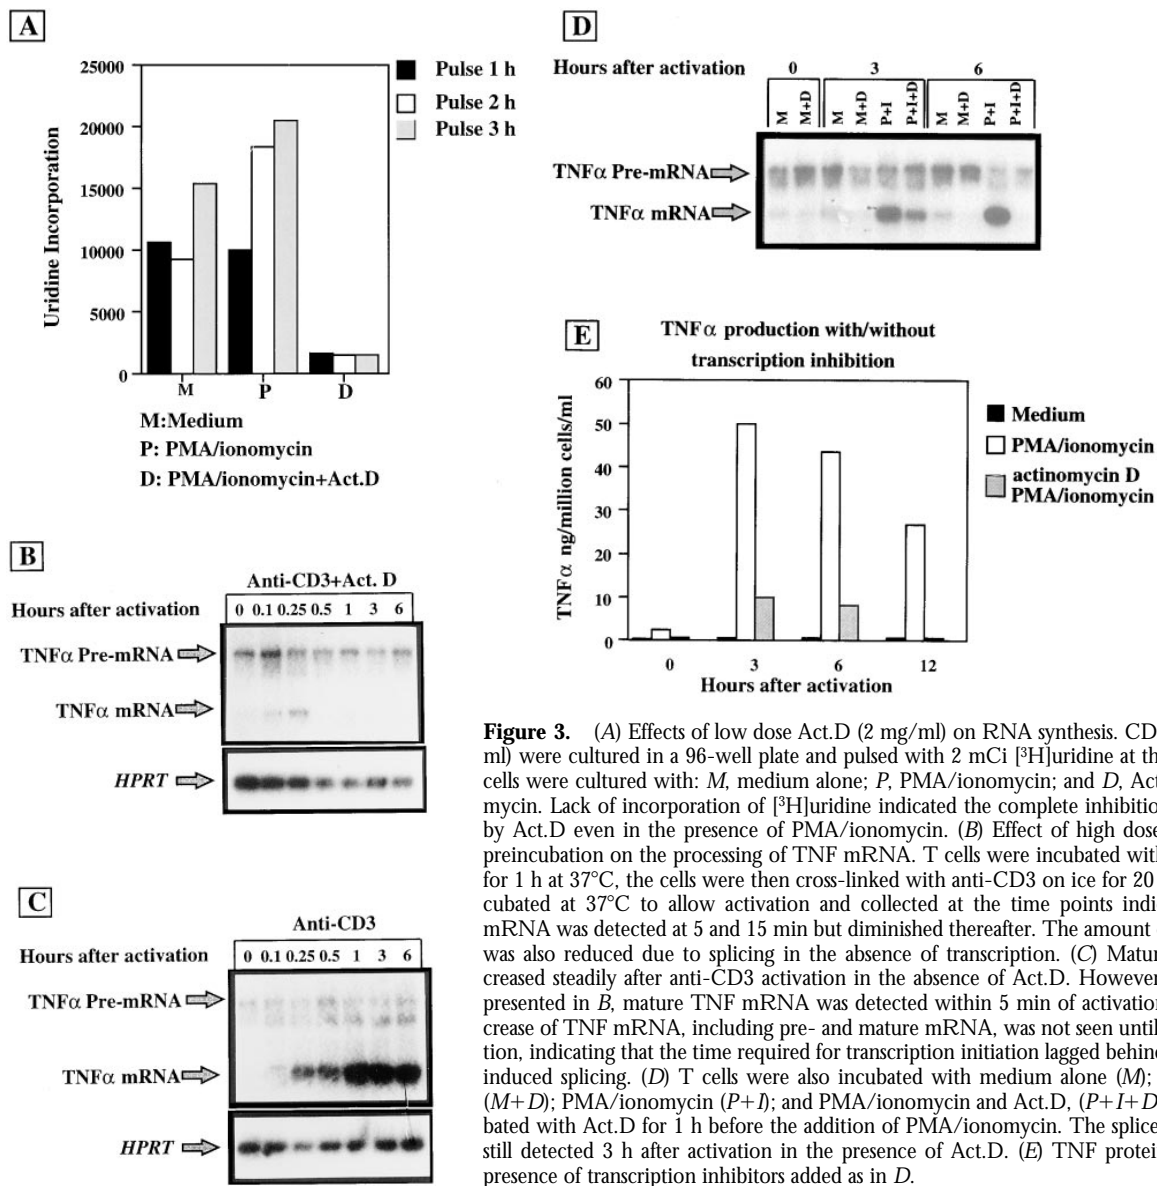 A
25000
20000
15000
10000
5000
0
Uridine Incorporation
Pulse 1 h
Pulse 2 h
Pulse 3 h
M P D
M:Medium
P: PMA/ionomycin
D: PMA/ionomycin+Act.D
B
Anti-CD3+Act. D
Hours after activation 0 0.1 0.25 0.5 1 3 6
TNFα Pre-mRNA
TNFα mRNA
HPRT
C
Anti-CD3
Hours after activation 0 0.1 0.25 0.5 1 3 6
TNFα Pre-mRNA
TNFα mRNA
HPRT
D
Hours after activation 0 3 6
M M+D M M+D P+I P+I+D M M+D P+I P+I+D
TNFα Pre-mRNA
TNFα mRNA
E
TNFα production with/without
transcription inhibition
60
50
40
30
20
10
0
TNFα ng/million cells/ml
0 3 6 12
Hours after activation
Medium
PMA/ionomycin
actinomycin D
PMA/ionomycin
Figure 3. (A) Effects of low dose Act.D (2 mg/ml) on RNA synthesis. CD
ml) were cultured in a 96-well plate and pulsed with 2 mCi [³H]uridine at th
cells were cultured with: M, medium alone; P, PMA/ionomycin; and D, Act
mycin. Lack of incorporation of [³H]uridine indicated the complete inhibitio
by Act.D even in the presence of PMA/ionomycin. (B) Effect of high dose
preincubation on the processing of TNF mRNA. T cells were incubated with
for 1 h at 37°C, the cells were then cross-linked with anti-CD3 on ice for 20
cubated at 37°C to allow activation and collected at the time points indi
mRNA was detected at 5 and 15 min but diminished thereafter. The amount
was also reduced due to splicing in the absence of transcription. (C) Matur
creased steadily after anti-CD3 activation in the absence of Act.D. However
presented in B, mature TNF mRNA was detected within 5 min of activation
crease of TNF mRNA, including pre- and mature mRNA, was not seen until
tion, indicating that the time required for transcription initiation lagged behind
induced splicing. (D) T cells were also incubated with medium alone (M);
(M+D); PMA/ionomycin (P+I); and PMA/ionomycin and Act.D, (P+I+D
bated with Act.D for 1 h before the addition of PMA/ionomycin. The splice
still detected 3 h after activation in the presence of Act.D. (E) TNF protein
presence of transcription inhibitors added as in D.